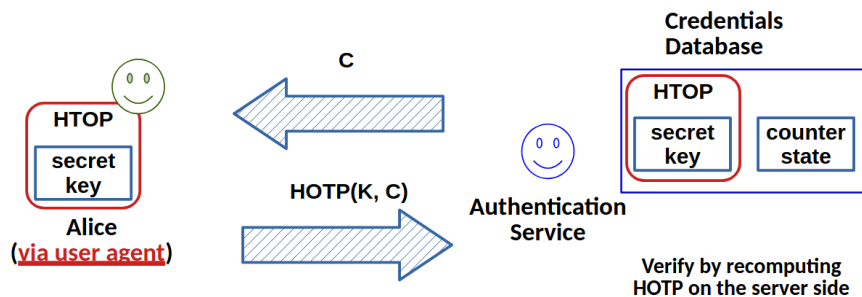 Credentials
Database
C
HTOP
secret
key
HTOP
secret
key
counter
state
HOTP(K, C)
Authentication
Service
Alice
(via user agent)
Verify by recomputing
HOTP on the server side